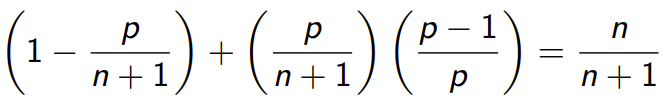 (1 − p/(n + 1)) + (p/(n + 1)) ((p − 1)/p) = n/(n + 1)